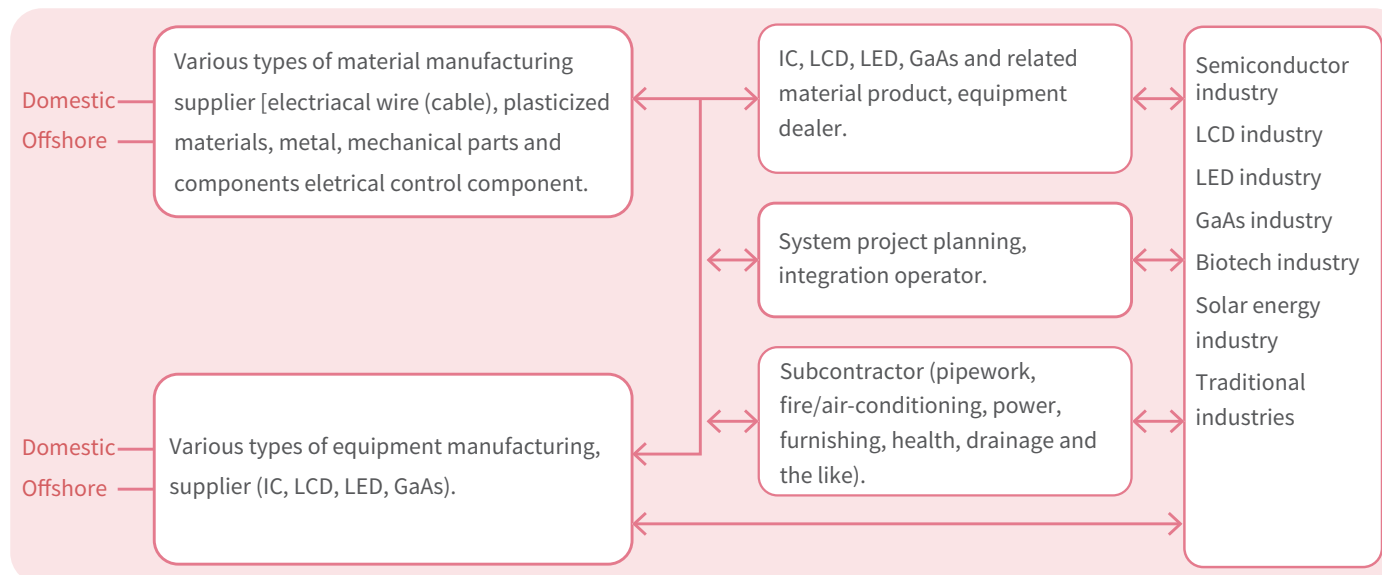 Domestic
Offshore
Various types of material manufacturing
supplier [electriacal wire (cable), plasticized
materials, metal, mechanical parts and
components eletrical control component.
IC, LCD, LED, GaAs and related
material product, equipment
dealer.
System project planning,
integration operator.
Subcontractor (pipework,
fire/air-conditioning, power,
furnishing, health, drainage and
the like).
Domestic
Offshore
Various types of equipment manufacturing,
supplier (IC, LCD, LED, GaAs).
Semiconductor
industry
LCD industry
LED industry
GaAs industry
Biotech industry
Solar energy
industry
Traditional
industries